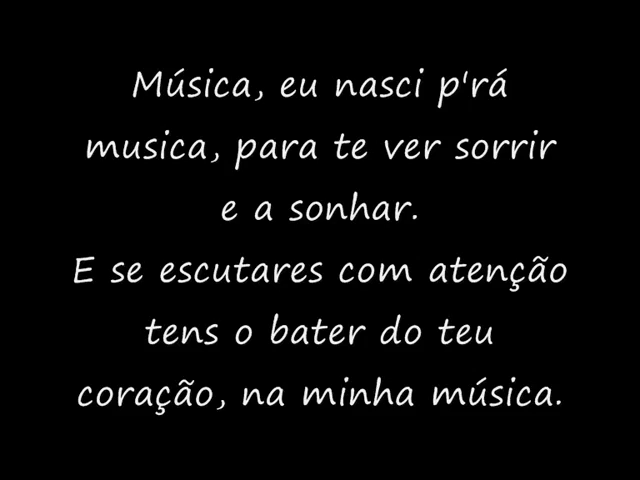 Música, eu nasci p'rá
musica, para te ver sorrir
e a sonhar.
E se escutares com atenção
tens o bater do teu
coração, na minha música.